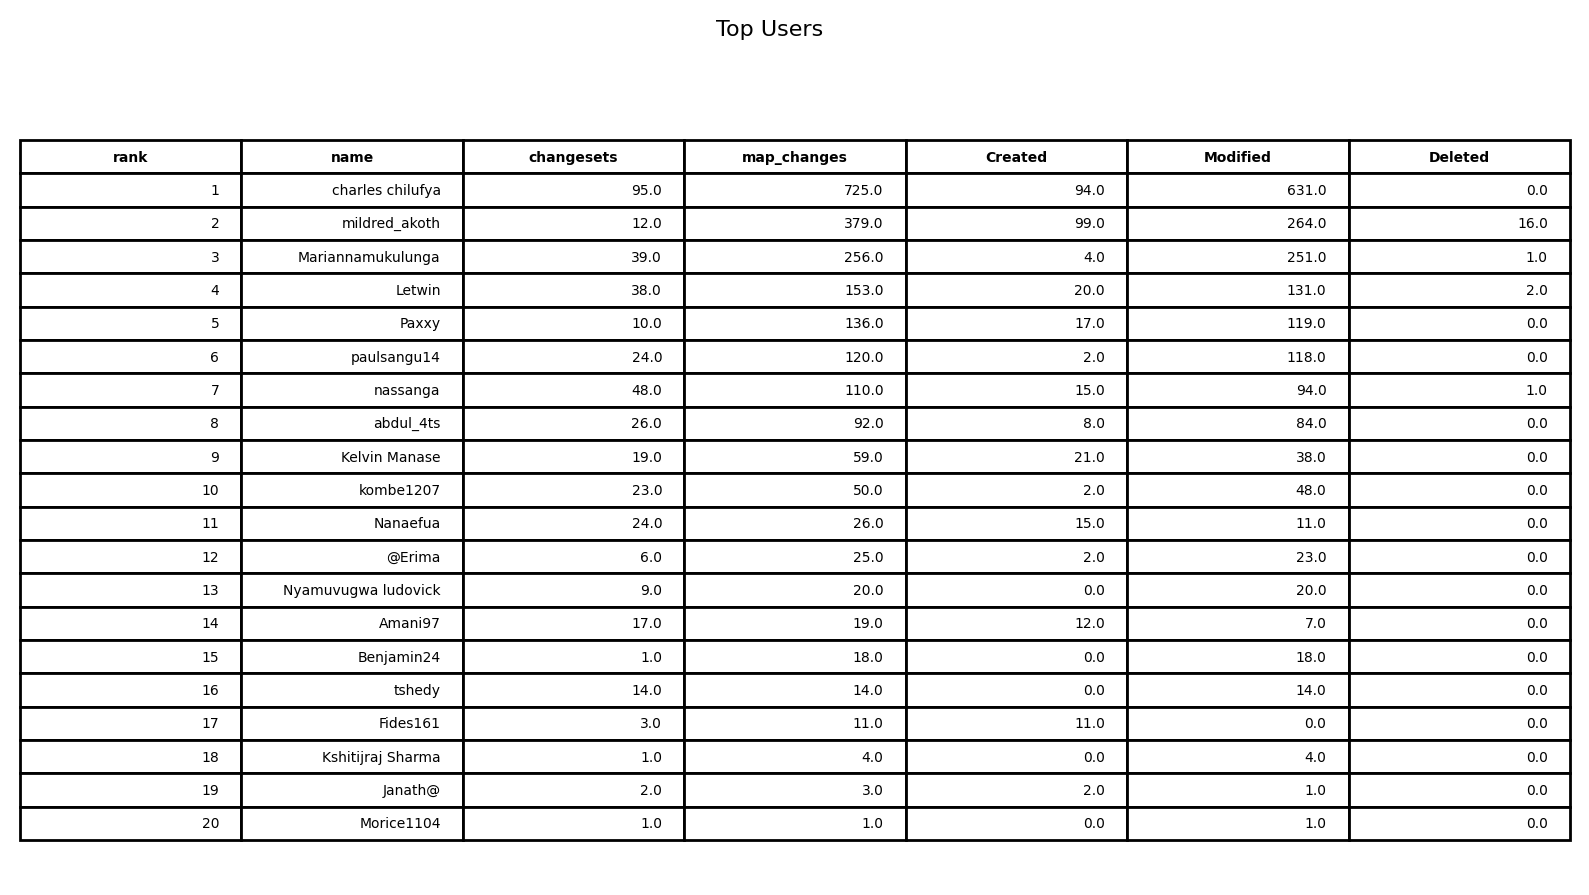 Top Users
rank name changesets map_changes Created Modified Deleted
1 charles chilufya 95.0 725.0 94.0 631.0 0.0
2 mildred_akoth 12.0 379.0 99.0 264.0 16.0
3 Mariannamukulunga 39.0 256.0 4.0 251.0 1.0
4 Letwin 38.0 153.0 20.0 131.0 2.0
5 Paxxy 10.0 136.0 17.0 119.0 0.0
6 paulsangu14 24.0 120.0 2.0 118.0 0.0
7 nassanga 48.0 110.0 15.0 94.0 1.0
8 abdul_4ts 26.0 92.0 8.0 84.0 0.0
9 Kelvin Manase 19.0 59.0 21.0 38.0 0.0
10 kombe1207 23.0 50.0 2.0 48.0 0.0
11 Nanaefua 24.0 26.0 15.0 11.0 0.0
12 @Erima 6.0 25.0 2.0 23.0 0.0
13 Nyamuvugwa ludovick 9.0 20.0 0.0 20.0 0.0
14 Amani97 17.0 19.0 12.0 7.0 0.0
15 Benjamin24 1.0 18.0 0.0 18.0 0.0
16 tshedy 14.0 14.0 0.0 14.0 0.0
17 Fides161 3.0 11.0 11.0 0.0 0.0
18 Kshitijraj Sharma 1.0 4.0 0.0 4.0 0.0
19 Janath@ 2.0 3.0 2.0 1.0 0.0
20 Morice1104 1.0 1.0 0.0 1.0 0.0